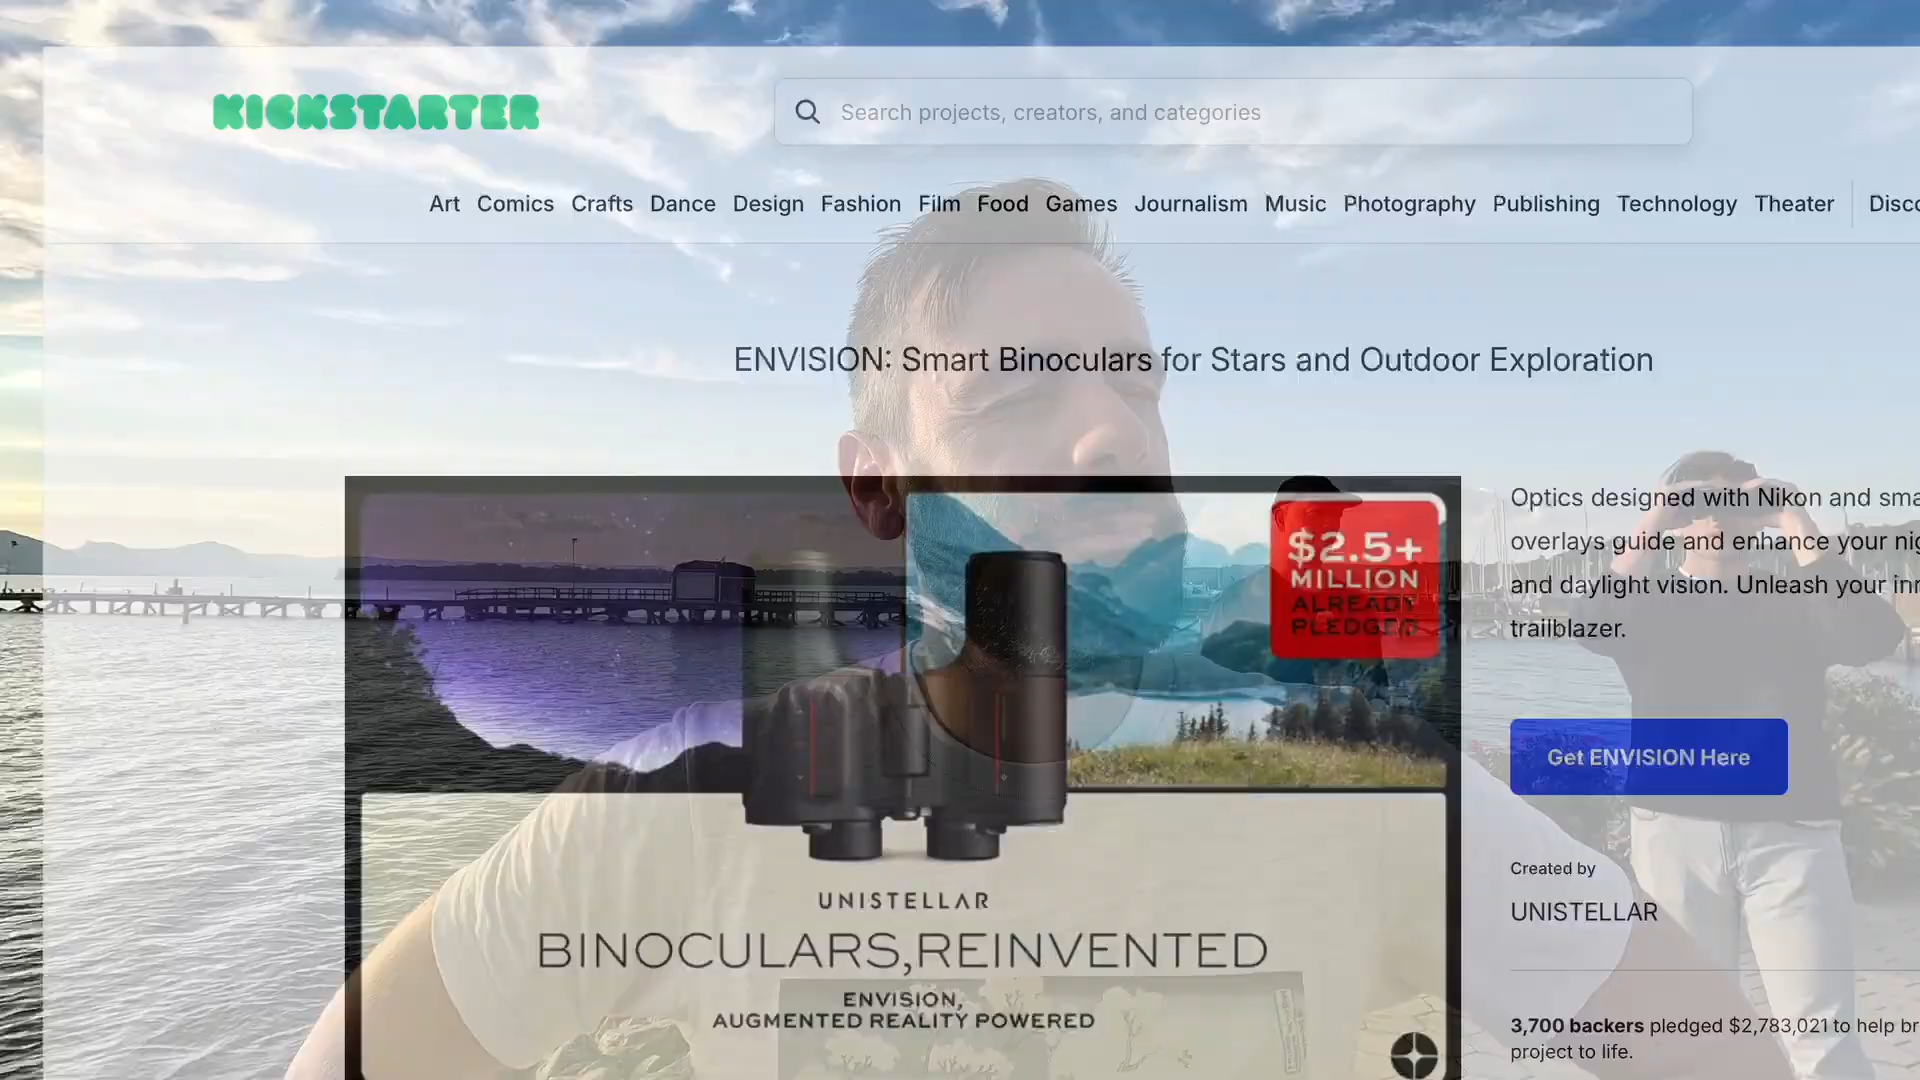 KICKSTARTER
Search projects, creators, and categories
Art Comics Crafts Dance Design Fashion Film Food Games Journalism Music Photography Publishing Technology Theater Disco
ENVISION: Smart Binoculars for Stars and Outdoor Exploration
$2.5+
MILLION
ALREADY
PLEDGED
UNISTELLAR
BINOCULARS,REINVENTED
ENVISION,
AUGMENTED REALITY POWERED
Optics designed with Nikon and sma
overlays guide and enhance your nig
and daylight vision. Unleash your inn
trailblazer.
Get ENVISION Here
Created by
UNISTELLAR
3,700 backers pledged $2,783,021 to help br
project to life.